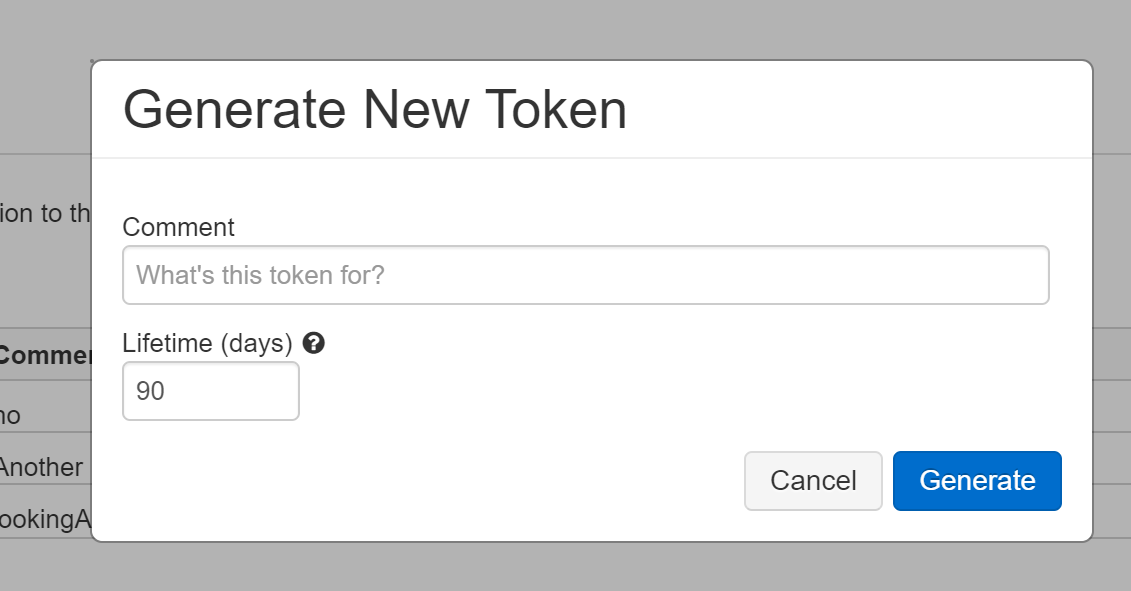 Generate New Token
ion to th
Comment
What's this token for?
Lifetime (days) ?
90
Comme
no
Another
ookingA
Cancel
Generate